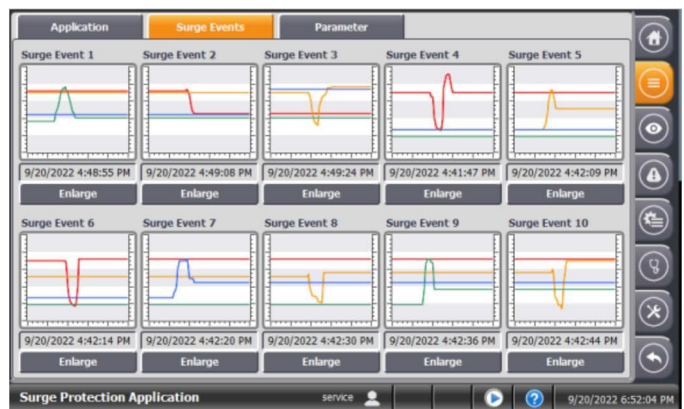 Application Surge Events Parameter
Surge Event 1 Surge Event 2 Surge Event 3 Surge Event 4 Surge Event 5
9/20/2022 4:48:55 PM 9/20/2022 4:49:08 PM 9/20/2022 4:49:24 PM 9/20/2022 4:41:47 PM 9/20/2022 4:42:09 PM
Enlarge Enlarge Enlarge Enlarge Enlarge
Surge Event 6 Surge Event 7 Surge Event 8 Surge Event 9 Surge Event 10
9/20/2022 4:42:14 PM 9/20/2022 4:42:20 PM 9/20/2022 4:42:30 PM 9/20/2022 4:42:36 PM 9/20/2022 4:42:44 PM
Enlarge Enlarge Enlarge Enlarge Enlarge
Surge Protection Application service ? 9/20/2022 6:52:04 PM